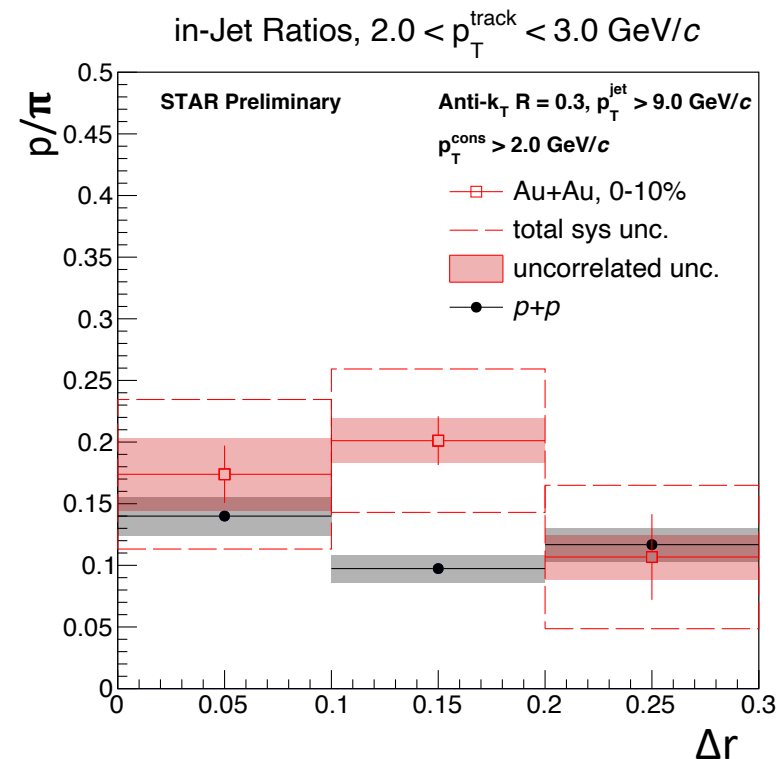 in-Jet Ratios, 2.0 < p_T^track < 3.0 GeV/c
p/π
0.5
0.45
0.4
0.35
0.3
0.25
0.2
0.15
0.1
0.05
0
STAR Preliminary
Anti-k_T R = 0.3, p_T^jet > 9.0 GeV/c
p_T^cons > 2.0 GeV/c
Au+Au, 0-10%
total sys unc.
uncorrelated unc.
p+p
0 0.05 0.1 0.15 0.2 0.25 0.3
Δr